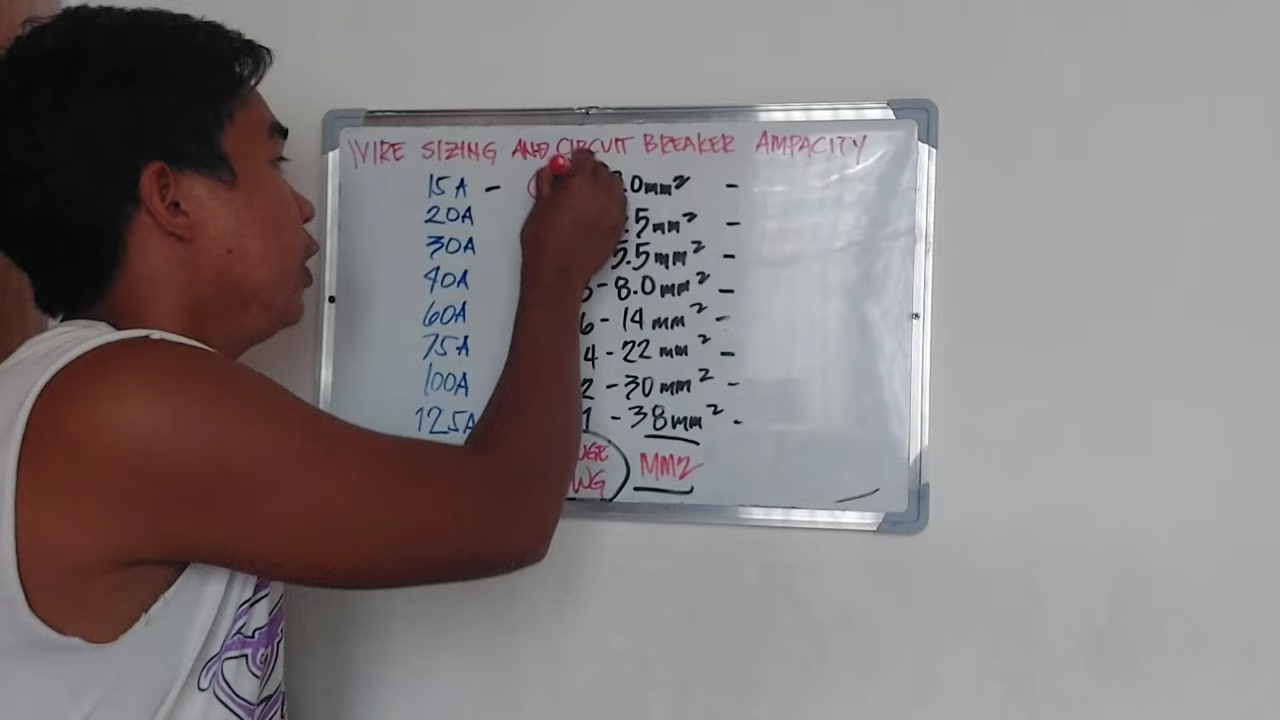 WIRE SIZING AND CIRCUIT BREAKER AMPACITY
15A - .0mm² -
20A .5mm² -
30A 5.5mm² -
40A - 8.0mm² -
60A 6 - 14mm² -
75A 4 - 22mm² -
100A 2 - 30mm² -
125A 1 - 38mm² -
MM2